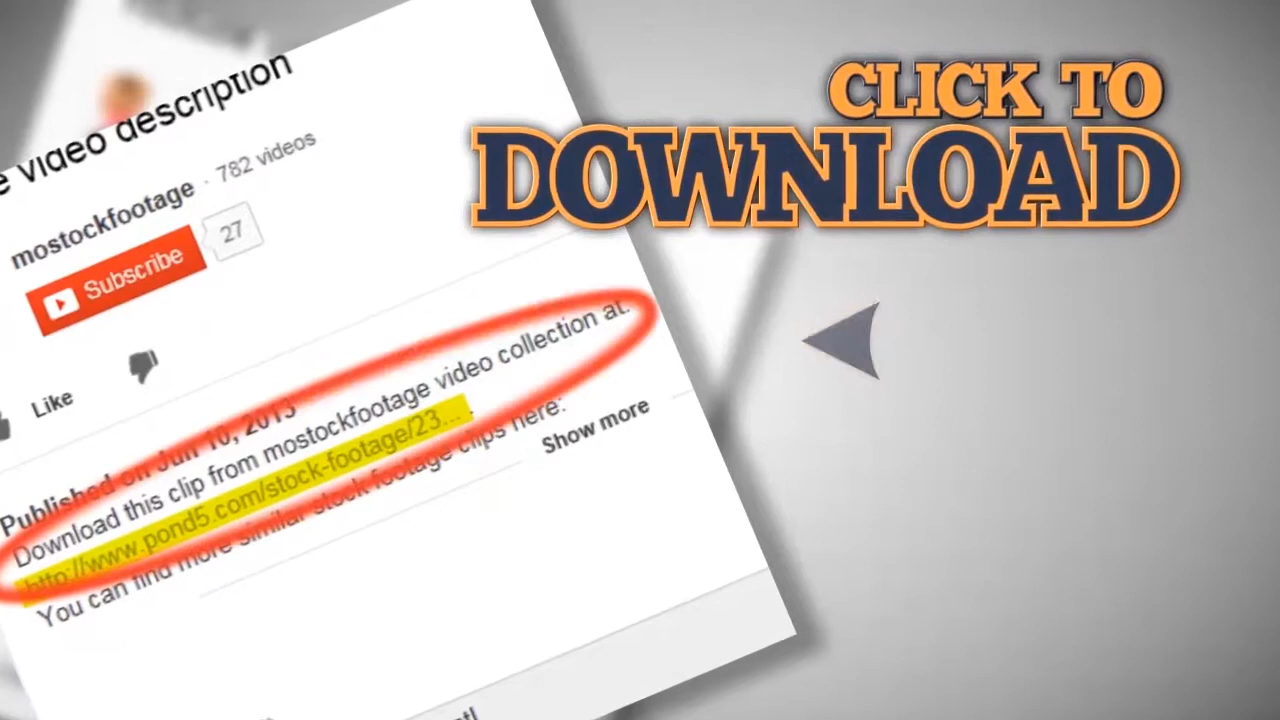 CLICK TO
DOWNLOAD
e video description
mostockfootage · 782 videos
Subscribe
27
Like
Published on Jun 10, 2013
Download this clip from mostockfootage video collection at:
http://www.pond5.com/stock-footage/23... .
You can find more similar stock footage clips here:
Show more